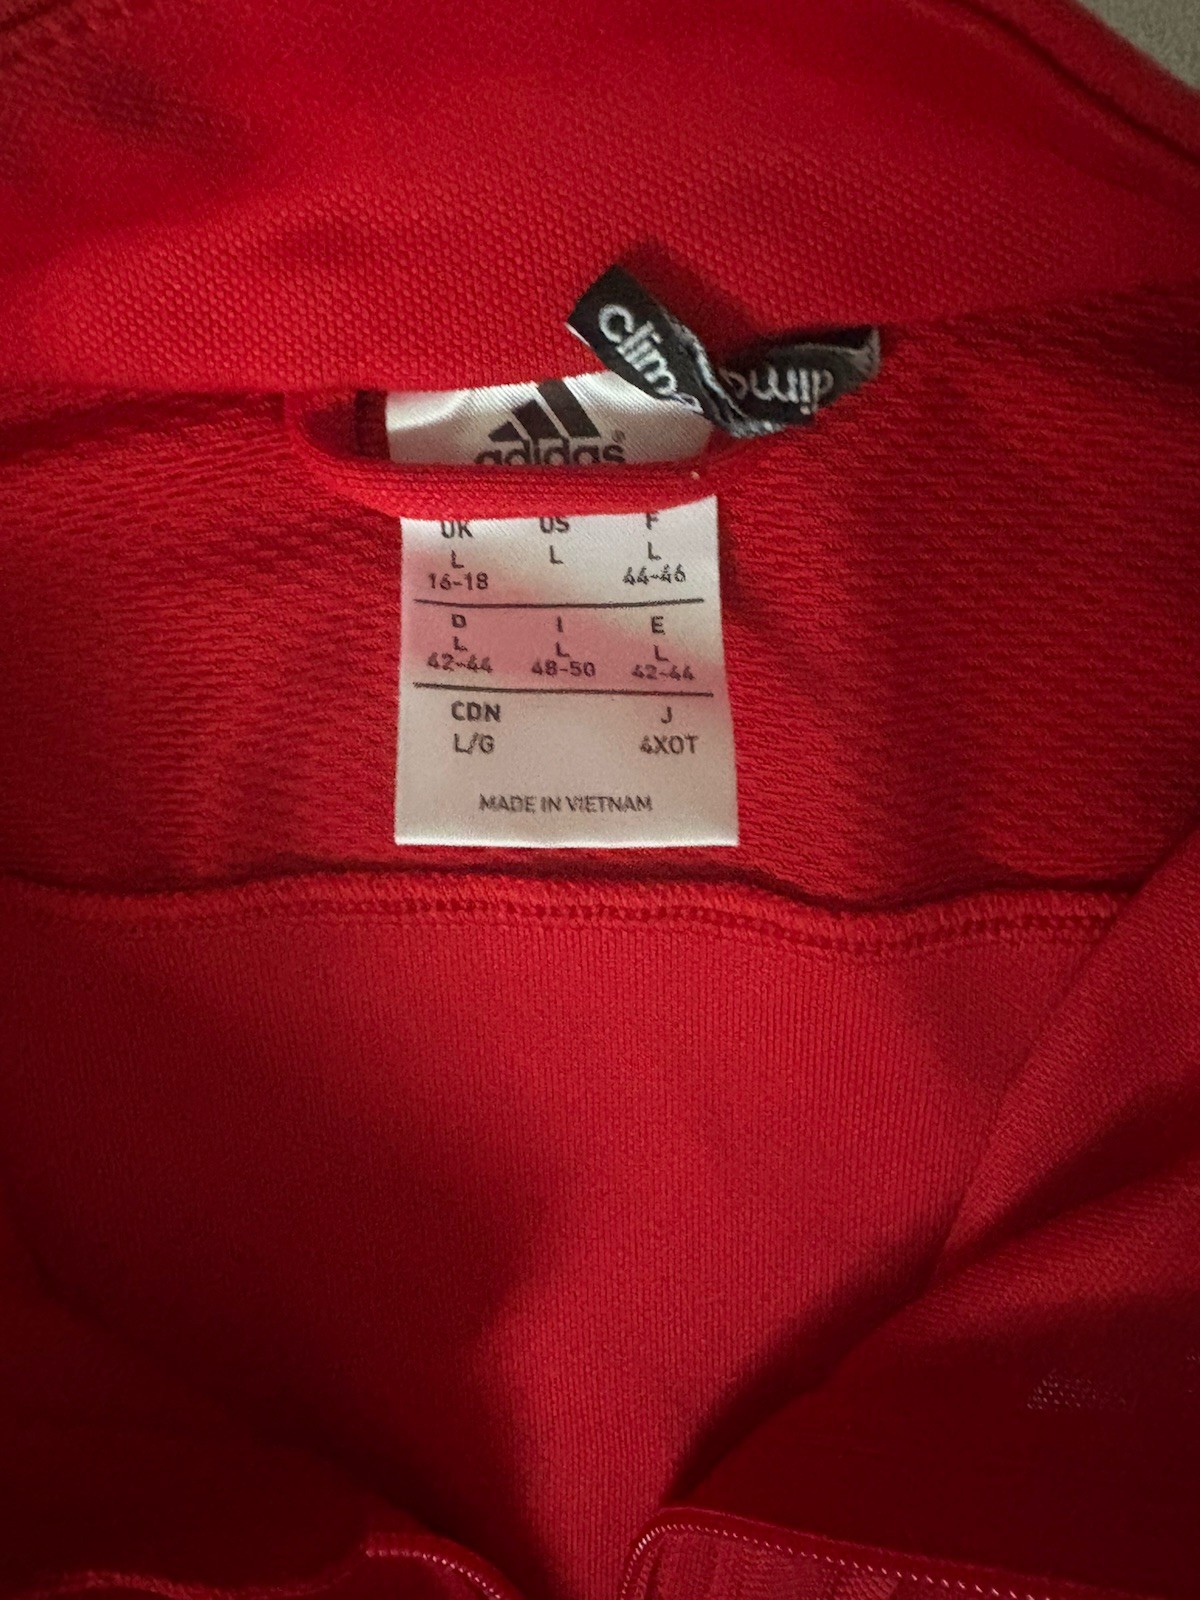 clima
clima
adidas®
UK US F
L L L
16-18 44-46
D I E
L L L
42-44 48-50 42-44
CDN J
L/G 4XOT
MADE IN VIETNAM